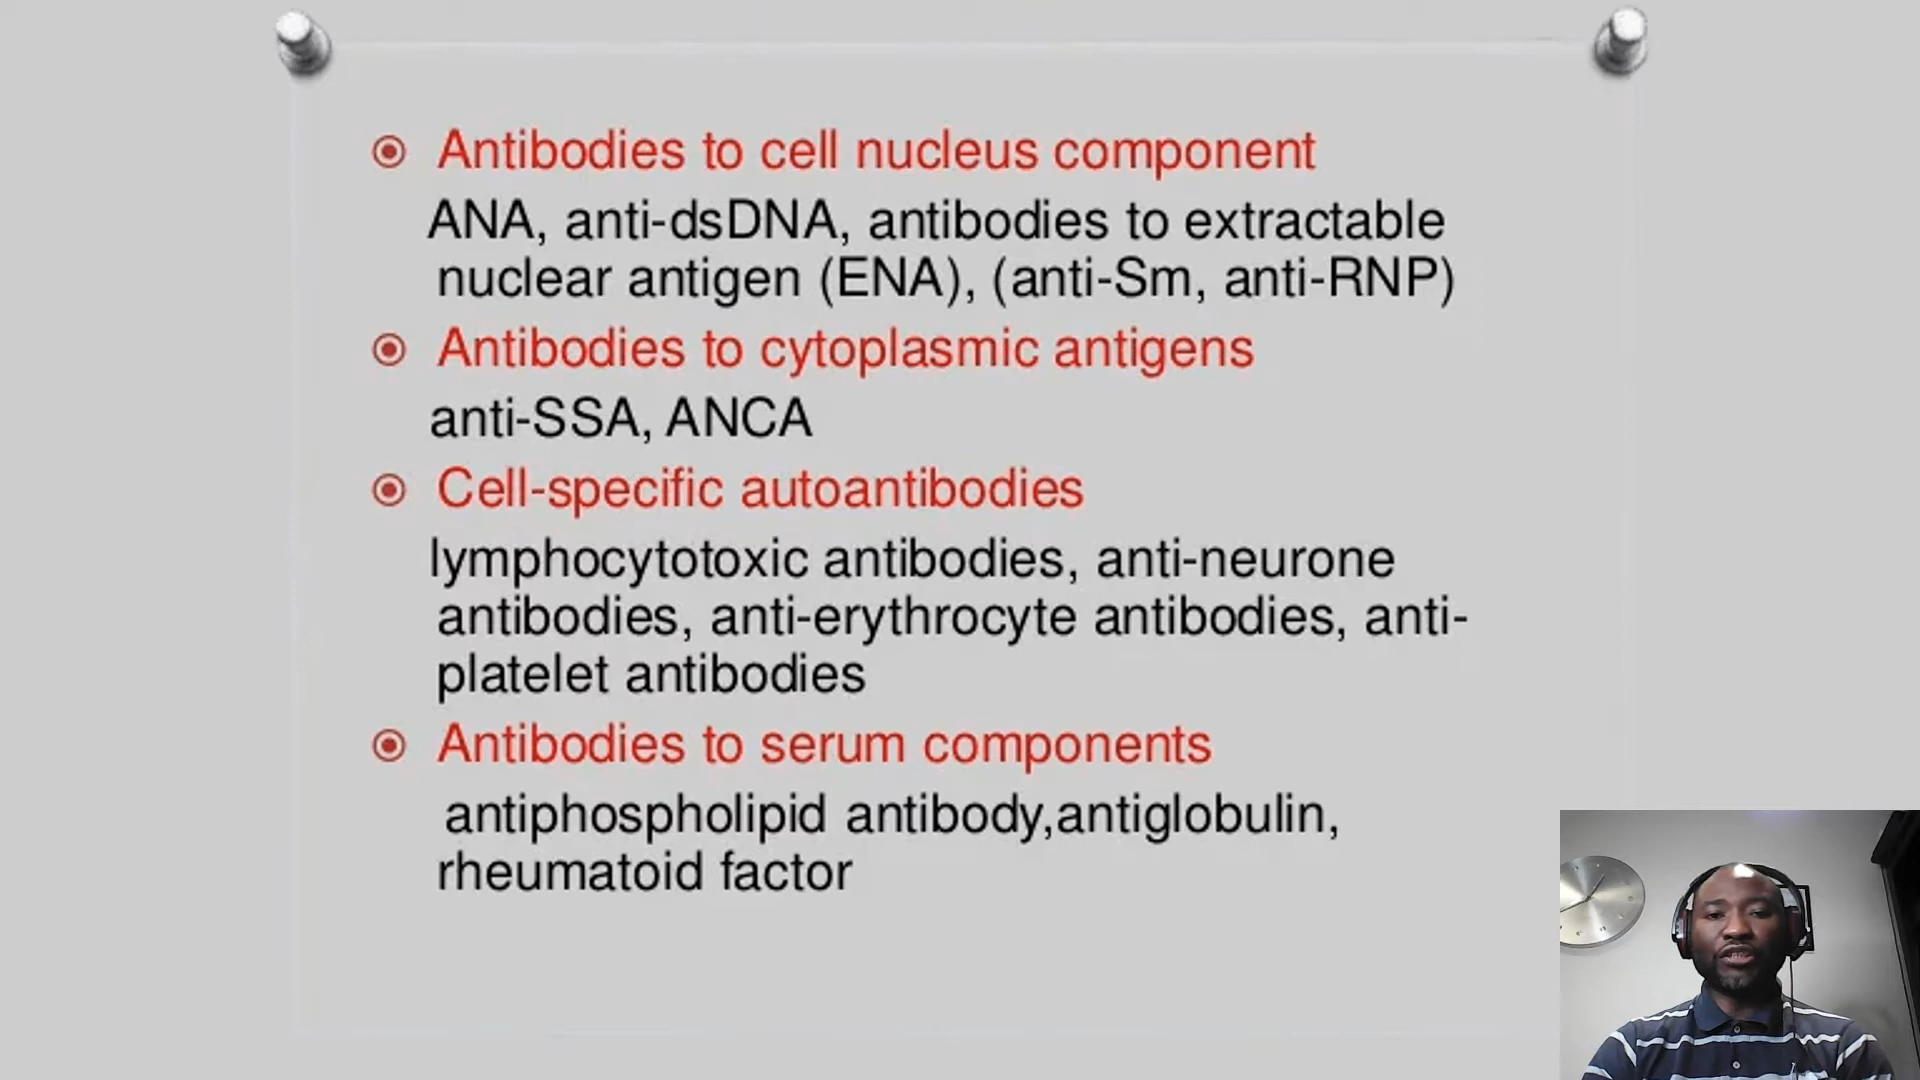 Antibodies to cell nucleus component
ANA, anti-dsDNA, antibodies to extractable
nuclear antigen (ENA), (anti-Sm, anti-RNP)
Antibodies to cytoplasmic antigens
anti-SSA, ANCA
Cell-specific autoantibodies
lymphocytotoxic antibodies, anti-neurone
antibodies, anti-erythrocyte antibodies, anti-
platelet antibodies
Antibodies to serum components
antiphospholipid antibody,antiglobulin,
rheumatoid factor